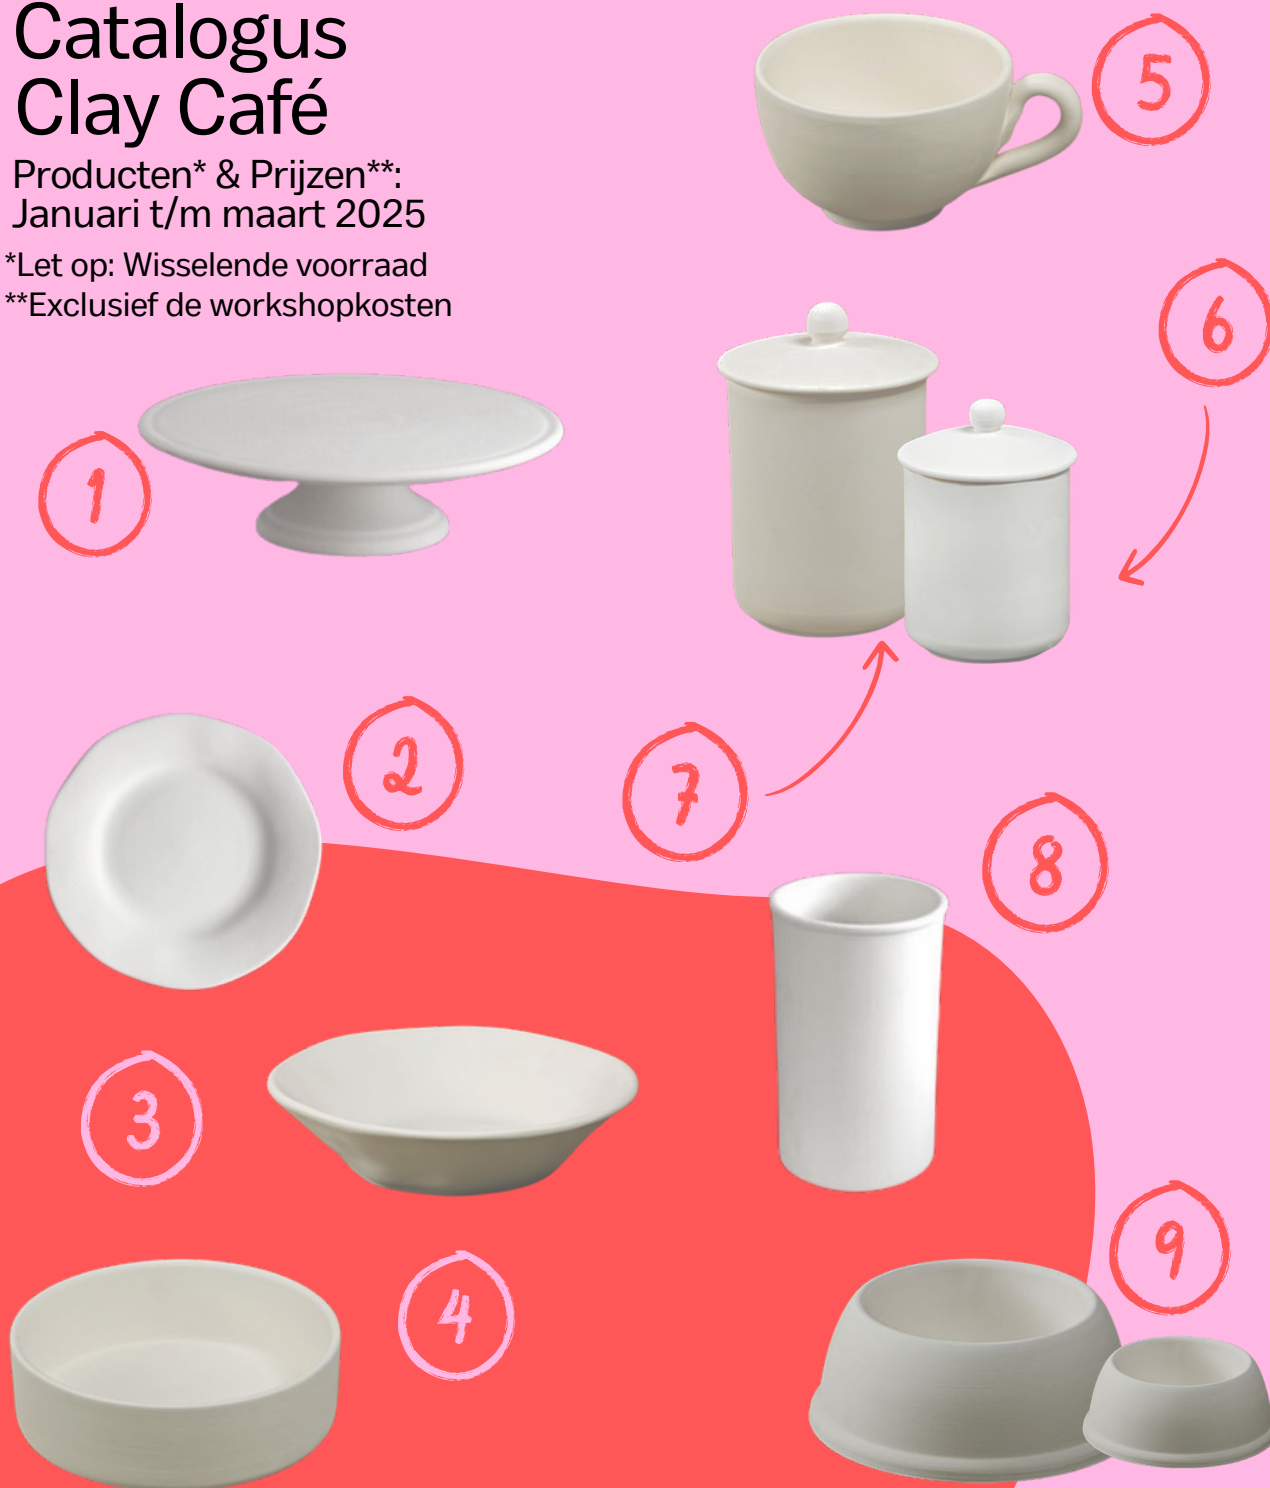 Catalogus
Clay Café
Producten* & Prijzen**:
Januari t/m maart 2025
*Let op: Wisselende voorraad
**Exclusief de workshopkosten
5
6
1
2
7
8
3
4
9